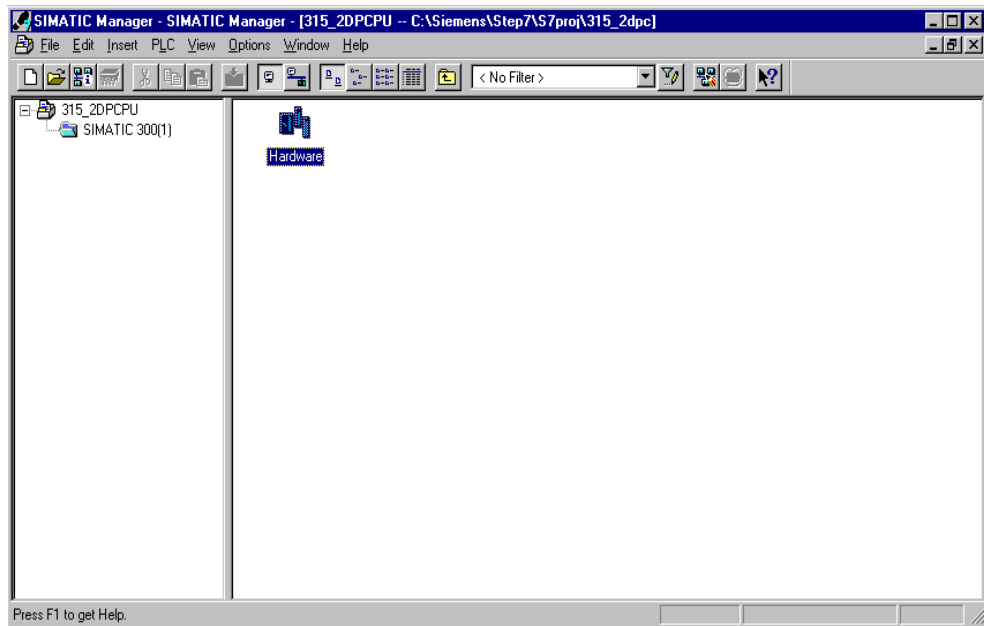 SIMATIC Manager - SIMATIC Manager - [315_2DPCPU -- C:\Siemens\Step7\S7proj\315_2dpc]
File Edit Insert PLC View Options Window Help
< No Filter >
315_2DPCPU
SIMATIC 300(1)
Hardware
Press F1 to get Help.